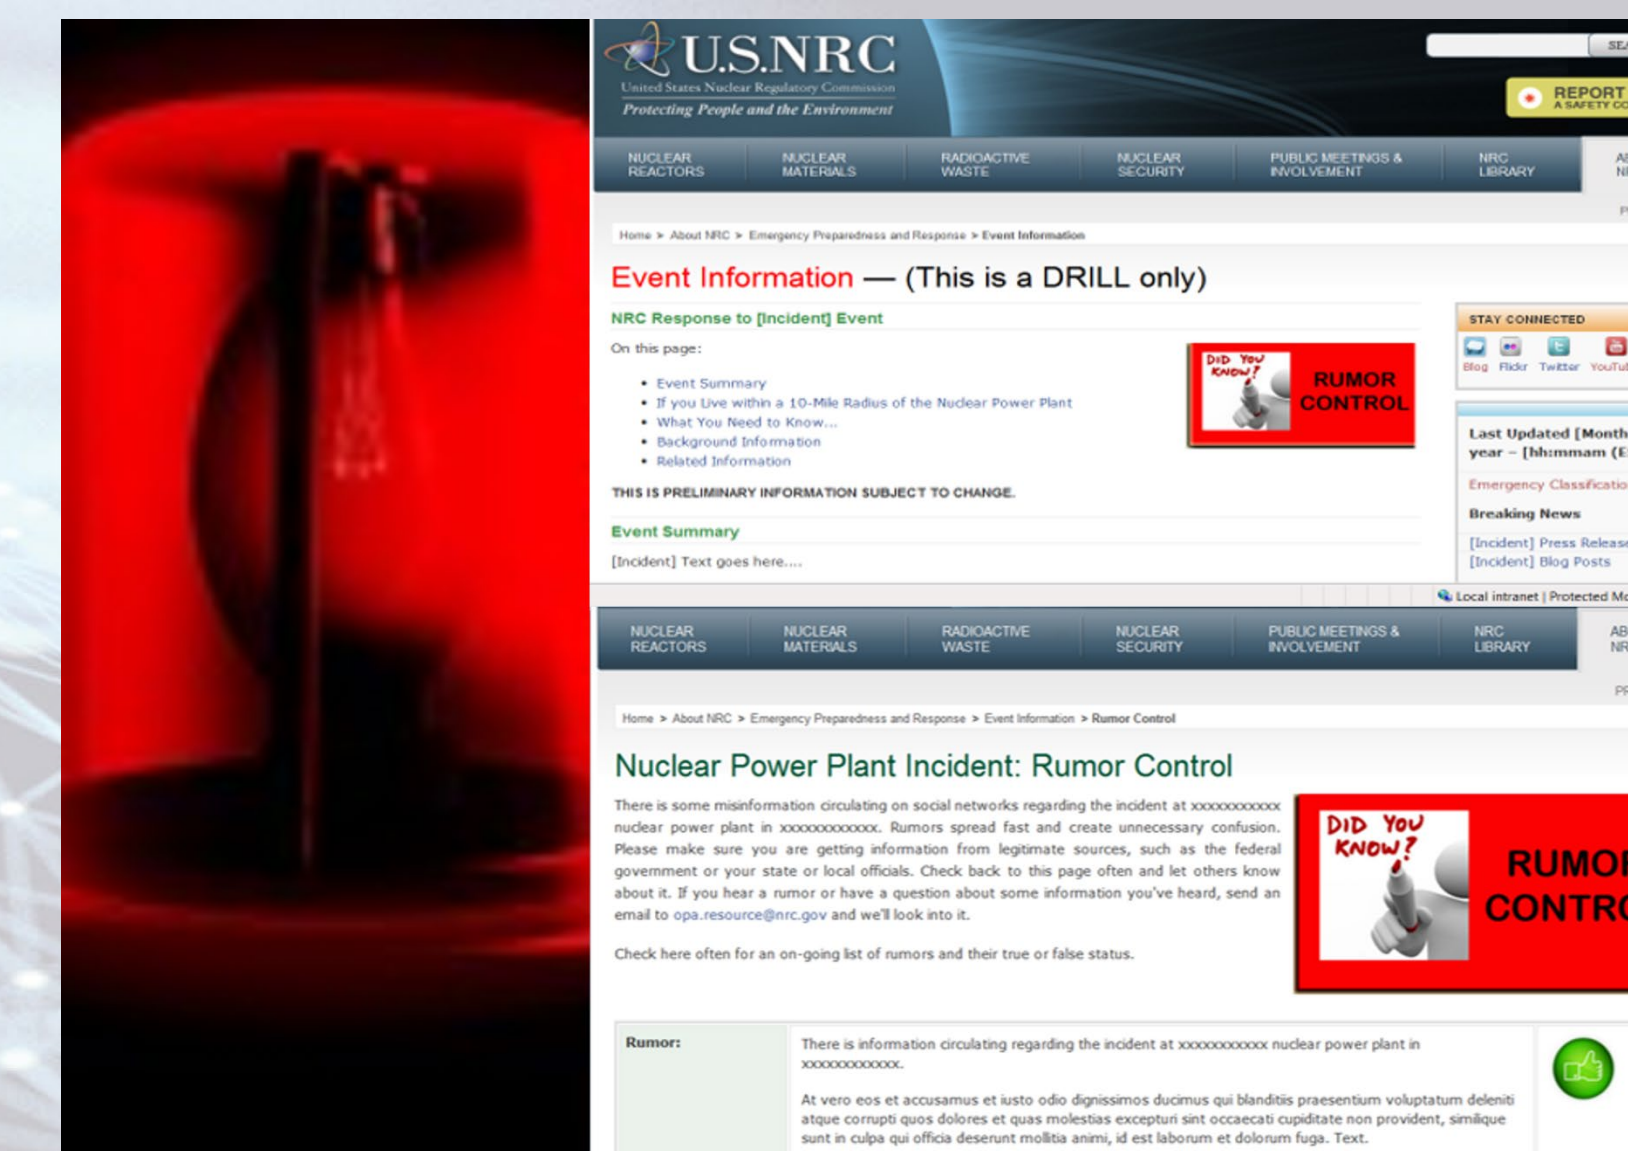 U.S.NRC
United States Nuclear Regulatory Commission
Protecting People and the Environment
REPORT
NUCLEAR REACTORS
NUCLEAR MATERIALS
RADIOACTIVE WASTE
NUCLEAR SECURITY
PUBLIC MEETINGS & INVOLVEMENT
NRC LIBRARY
Home > About NRC > Emergency Preparedness and Response > Event Information
Event Information — (This is a DRILL only)
NRC Response to [Incident] Event
On this page:
• Event Summary
• If you Live within a 10-Mile Radius of the Nuclear Power Plant
• What You Need to Know...
• Background Information
• Related Information
DID YOU KNOW?
RUMOR
CONTROL
THIS IS PRELIMINARY INFORMATION SUBJECT TO CHANGE.
Event Summary
[Incident] Text goes here....
STAY CONNECTED
Blog Flickr Twitter YouTub
Last Updated [Month
year – [hh:mmam (E
Emergency Classificatio
Breaking News
[Incident] Press Release
[Incident] Blog Posts
Local intranet | Protected Mo
NUCLEAR REACTORS
NUCLEAR MATERIALS
RADIOACTIVE WASTE
NUCLEAR SECURITY
PUBLIC MEETINGS & INVOLVEMENT
NRC LIBRARY
Home > About NRC > Emergency Preparedness and Response > Event Information > Rumor Control
Nuclear Power Plant Incident: Rumor Control
There is some misinformation circulating on social networks regarding the incident at xxxxxxxxxxx
nuclear power plant in xxxxxxxxxxxx. Rumors spread fast and create unnecessary confusion.
Please make sure you are getting information from legitimate sources, such as the federal
government or your state or local officials. Check back to this page often and let others know
about it. If you hear a rumor or have a question about some information you've heard, send an
email to opa.resource@nrc.gov and we'll look into it.
Check here often for an on-going list of rumors and their true or false status.
DID YOU
KNOW?
RUMOR
CONTRO
Rumor:
There is information circulating regarding the incident at xxxxxxxxxxx nuclear power plant in
xxxxxxxxxxxx.
At vero eos et accusamus et iusto odio dignissimos ducimus qui blanditiis praesentium voluptatum deleniti
atque corrupti quos dolores et quas molestias excepturi sint occaecati cupiditate non provident, similique
sunt in culpa qui officia deserunt mollitia animi, id est laborum et dolorum fuga. Text.